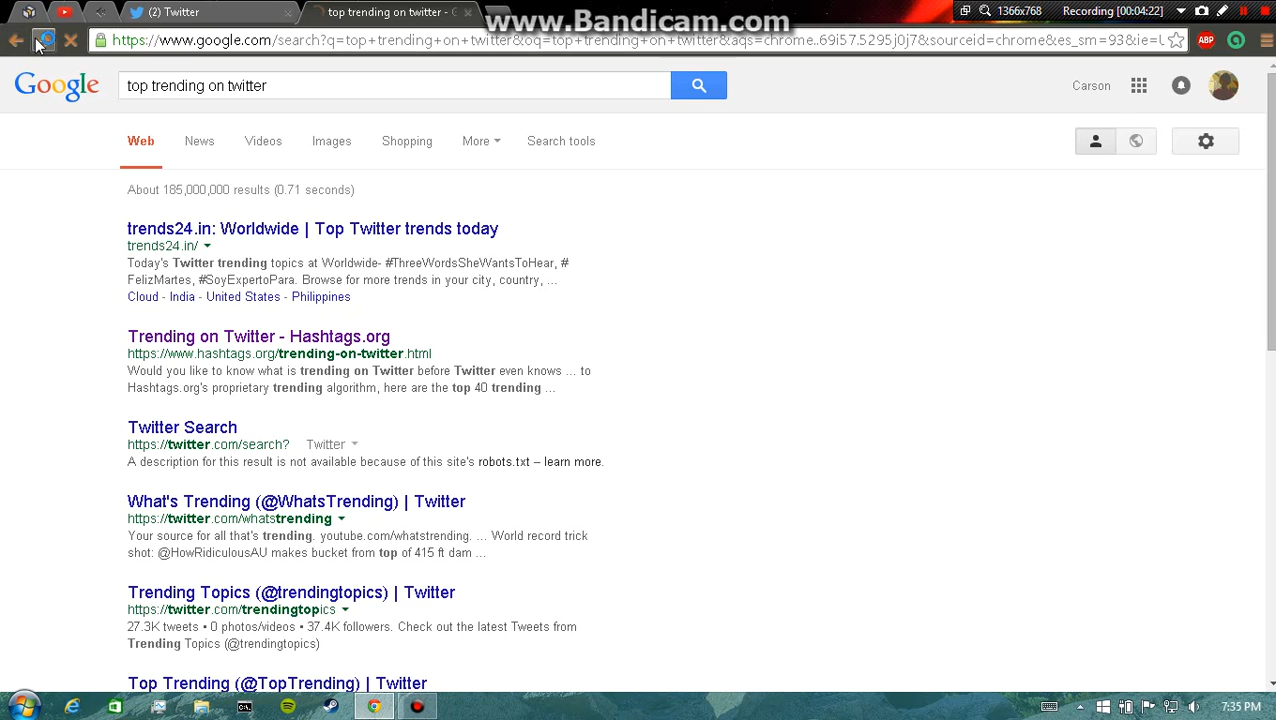 www.Bandicam.com
1366x768
Recording [00:04:22]
(2) Twitter
top trending on twitter - G
https://www.google.com/search?q=top+trending+on+twitter&oq=top+trending+on+twitter&aqs=chrome..69i57.5295j0j7&sourceid=chrome&es_sm=93&ie=U
ABP
Google
top trending on twitter
Carson
Web
News
Videos
Images
Shopping
More
Search tools
About 185,000,000 results (0.71 seconds)
trends24.in: Worldwide | Top Twitter trends today
trends24.in/
Today's Twitter trending topics at Worldwide- #ThreeWordsSheWantsToHear, #
FelizMartes, #SoyExpertoPara. Browse for more trends in your city, country, ...
Cloud - India - United States - Philippines
Trending on Twitter - Hashtags.org
https://www.hashtags.org/trending-on-twitter.html
Would you like to know what is trending on Twitter before Twitter even knows ... to
Hashtags.org's proprietary trending algorithm, here are the top 40 trending ...
Twitter Search
https://twitter.com/search? Twitter
A description for this result is not available because of this site's robots.txt – learn more.
What's Trending (@WhatsTrending) | Twitter
https://twitter.com/whatstrending
Your source for all that's trending. youtube.com/whatstrending. ... World record trick
shot: @HowRidiculousAU makes bucket from top of 415 ft dam ...
Trending Topics (@trendingtopics) | Twitter
https://twitter.com/trendingtopics
27.3K tweets • 0 photos/videos • 37.4K followers. Check out the latest Tweets from
Trending Topics (@trendingtopics)
Top Trending (@TopTrending) | Twitter
7:35 PM